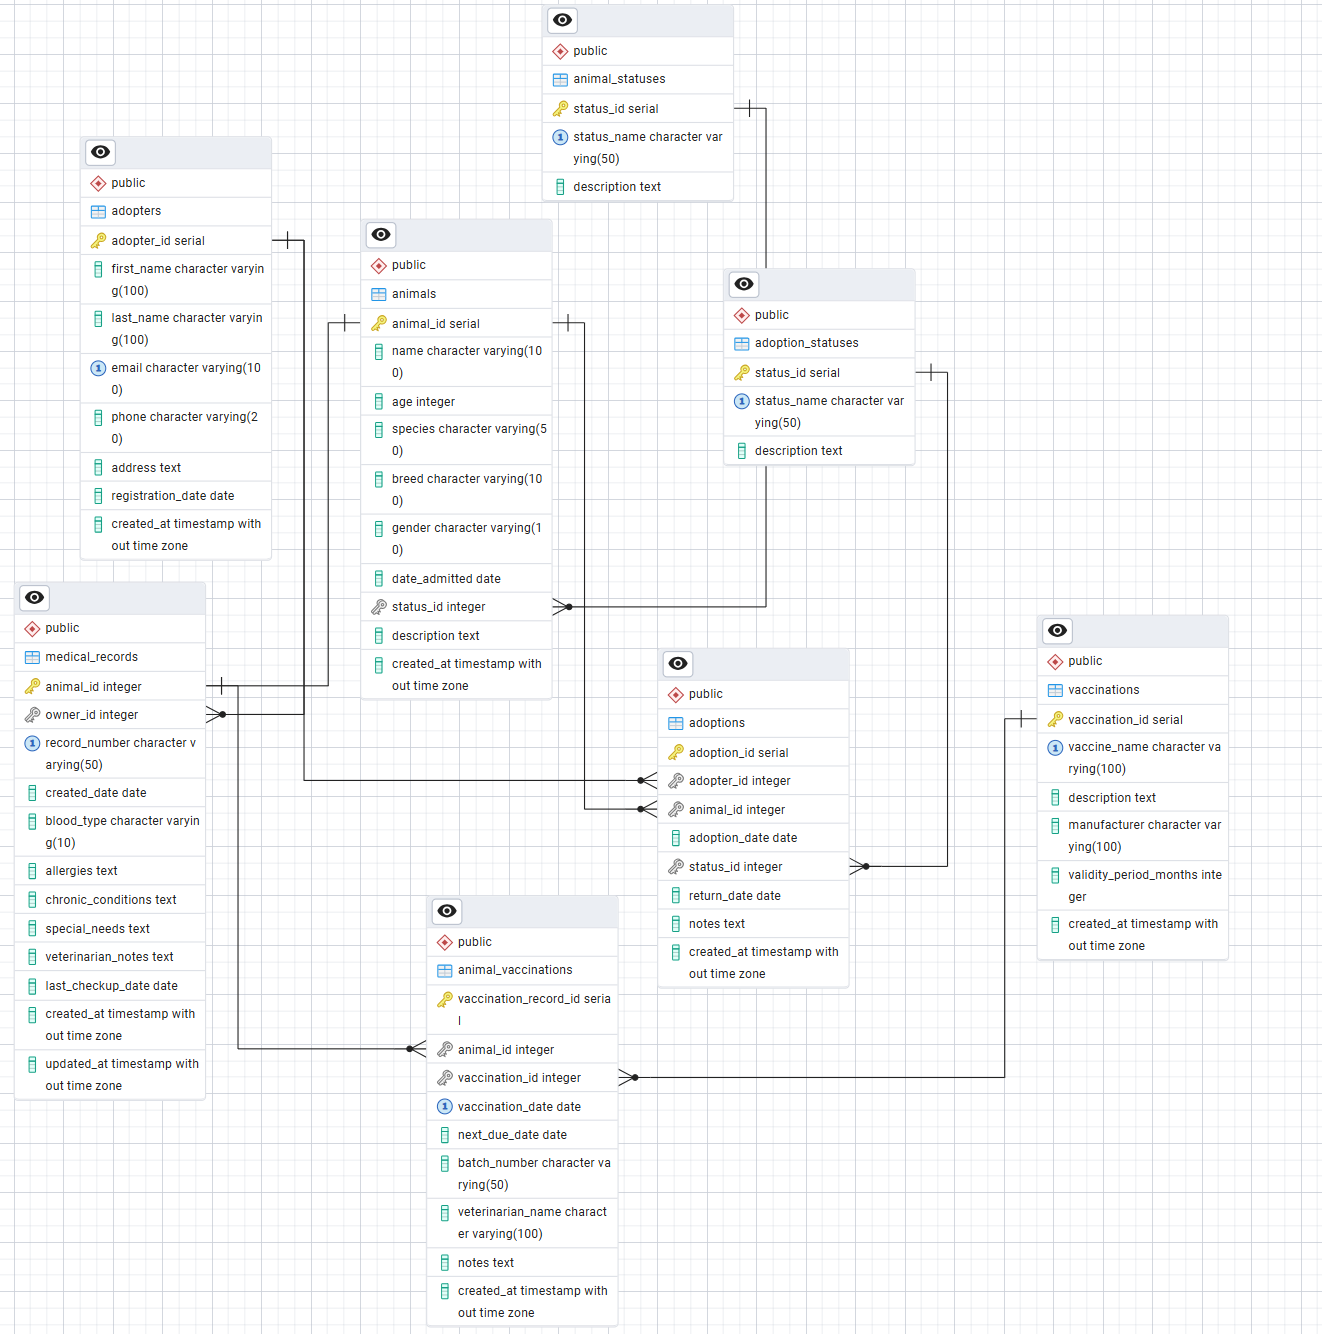 public
animal_statuses
status_id serial
status_name character var
ying(50)
description text
public
adopters
adopter_id serial
first_name character varyin
g(100)
last_name character varyin
g(100)
1
email character varying(10
0)
phone character varying(2
0)
address text
registration_date date
created_at timestamp with
out time zone
public
animals
animal_id serial
name character varying(10
0)
age integer
species character varying(5
0)
breed character varying(10
0)
gender character varying(1
0)
date_admitted date
status_id integer
description text
created_at timestamp with
out time zone
public
adoption_statuses
status_id serial
1
status_name character var
ying(50)
description text
public
medical_records
animal_id integer
owner_id integer
1
record_number character v
arying(50)
created_date date
blood_type character varyin
g(10)
allergies text
chronic_conditions text
special_needs text
veterinarian_notes text
last_checkup_date date
created_at timestamp with
out time zone
updated_at timestamp with
out time zone
public
adoptions
adoption_id serial
adopter_id integer
animal_id integer
adoption_date date
status_id integer
return_date date
notes text
created_at timestamp with
out time zone
public
vaccinations
vaccination_id serial
1
vaccine_name character va
rying(100)
description text
manufacturer character var
ying(100)
validity_period_months inte
ger
created_at timestamp with
out time zone
public
animal_vaccinations
vaccination_record_id seria
l
animal_id integer
vaccination_id integer
1
vaccination_date date
next_due_date date
batch_number character va
rying(50)
veterinarian_name charact
er varying(100)
notes text
created_at timestamp with
out time zone